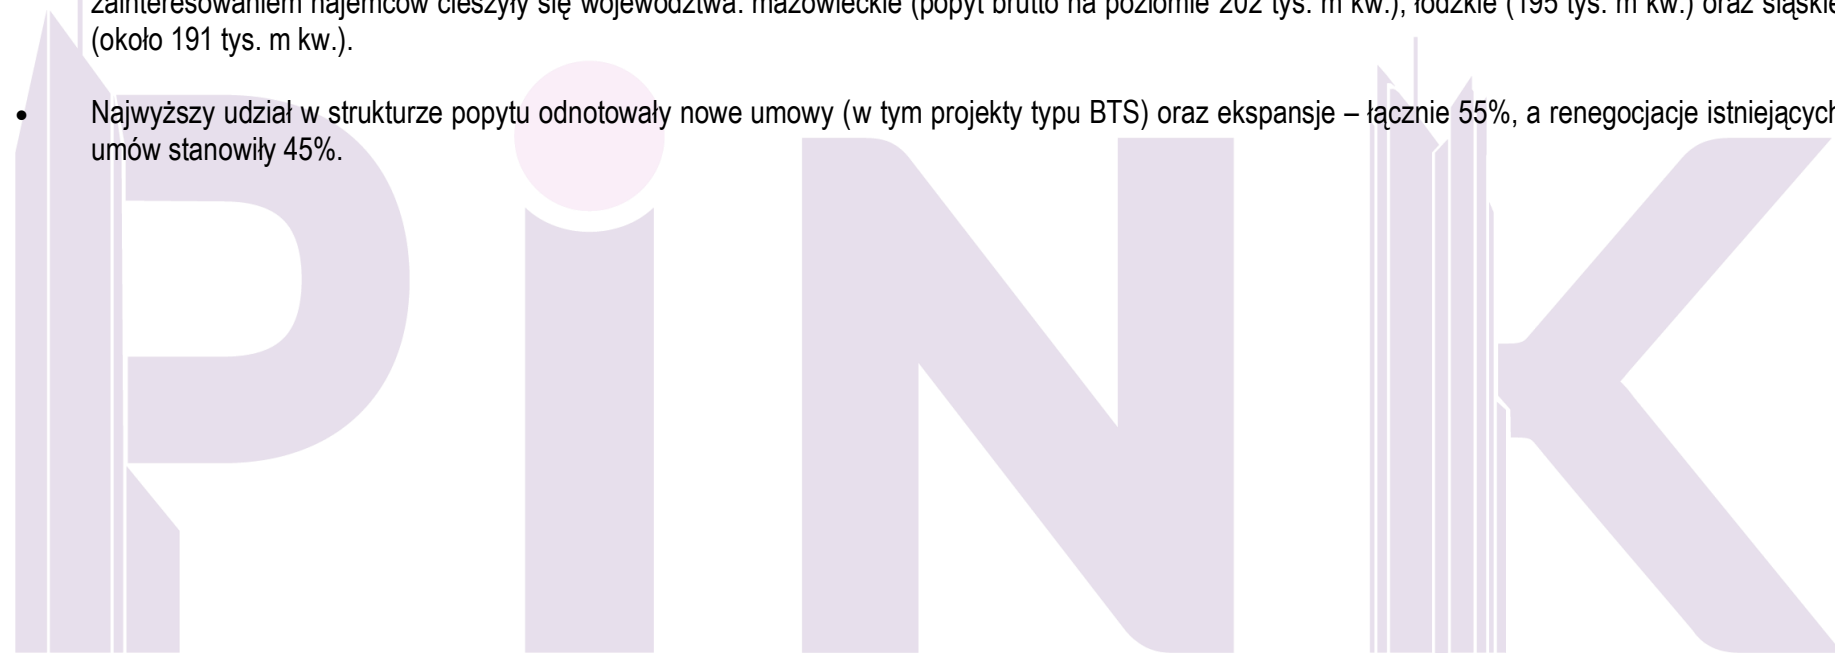 zainteresowaniem najemców cieszyły się województwa: mazowieckie (popyt brutto na poziomie 202 tys. m kw.), łódzkie (195 tys. m kw.) oraz śląskie
(około 191 tys. m kw.).
• Najwyższy udział w strukturze popytu odnotowały nowe umowy (w tym projekty typu BTS) oraz ekspansje – łącznie 55%, a renegocjacje istniejących
umów stanowiły 45%.
PiNK